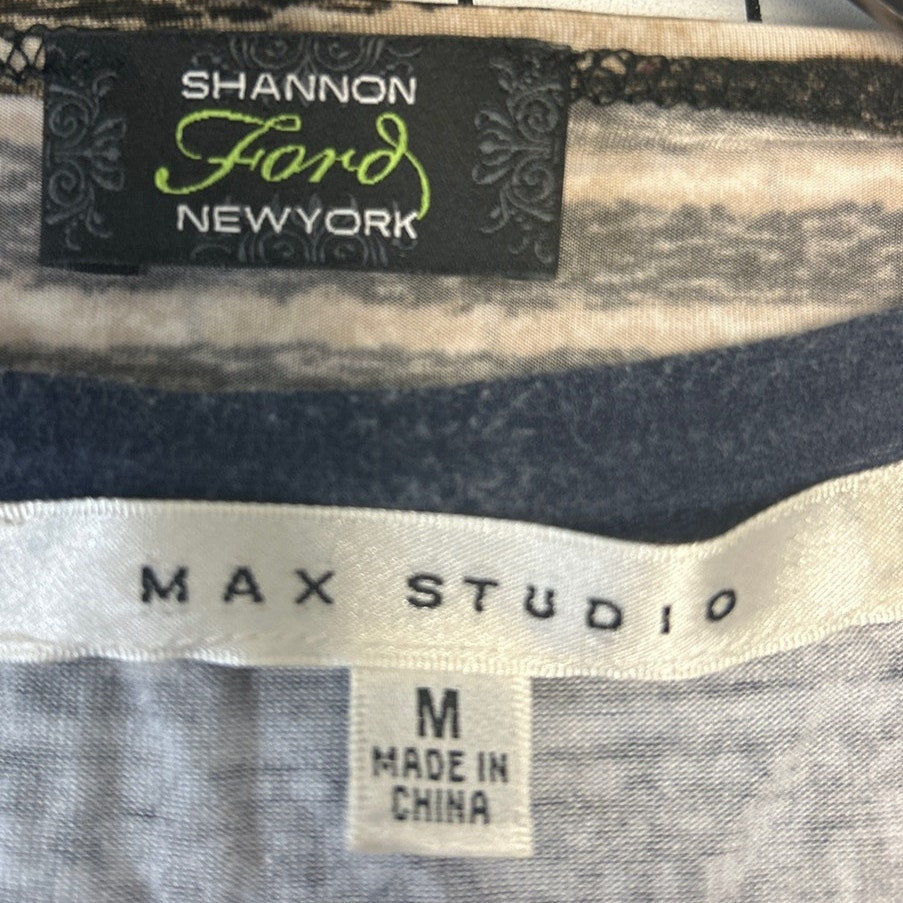 SHANNON
Ford
NEWYORK
MAX STUDIO
M
MADE IN
CHINA